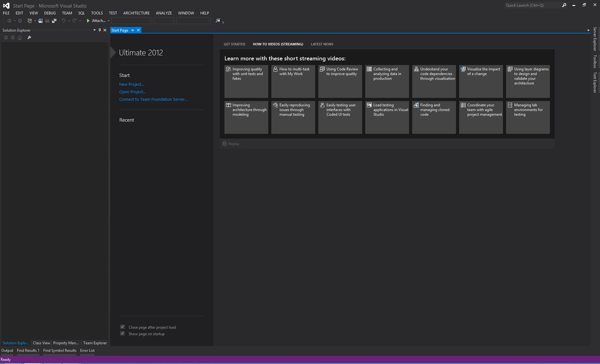 Start Page - Microsoft Visual Studio
Quick Launch (Ctrl+Q)
FILE EDIT VIEW DEBUG TEAM SQL TOOLS TEST ARCHITECTURE ANALYZE WINDOW HELP
Attach...
Solution Explorer
Start Page
Ultimate 2012
Start
New Project...
Open Project...
Connect to Team Foundation Server...
Recent
Close page after project load
Show page on startup
GET STARTED HOW-TO VIDEOS (STREAMING) LATEST NEWS
Learn more with these short streaming videos:
Improving quality
with unit tests and
fakes
How to multi-task
with My Work
Using Code Review
to improve quality
Collecting and
analyzing data in
production
Understand your
code dependencies
through visualization
Visualize the impact
of a change
Using layer diagrams
to design and
validate your
architecture
Improving
architecture through
modeling
Easily reproducing
issues through
manual testing
Easily testing user
interfaces with
Coded UI tests
Load testing
applications in Visual
Studio
Finding and
managing cloned
code
Coordinate your
team with agile
project management
Managing lab
environments for
testing
Server Explorer
Toolbox
Test Explorer
Solution Explo... Class View Property Man... Team Explorer
Output Find Results 1 Find Symbol Results Error List
Ready